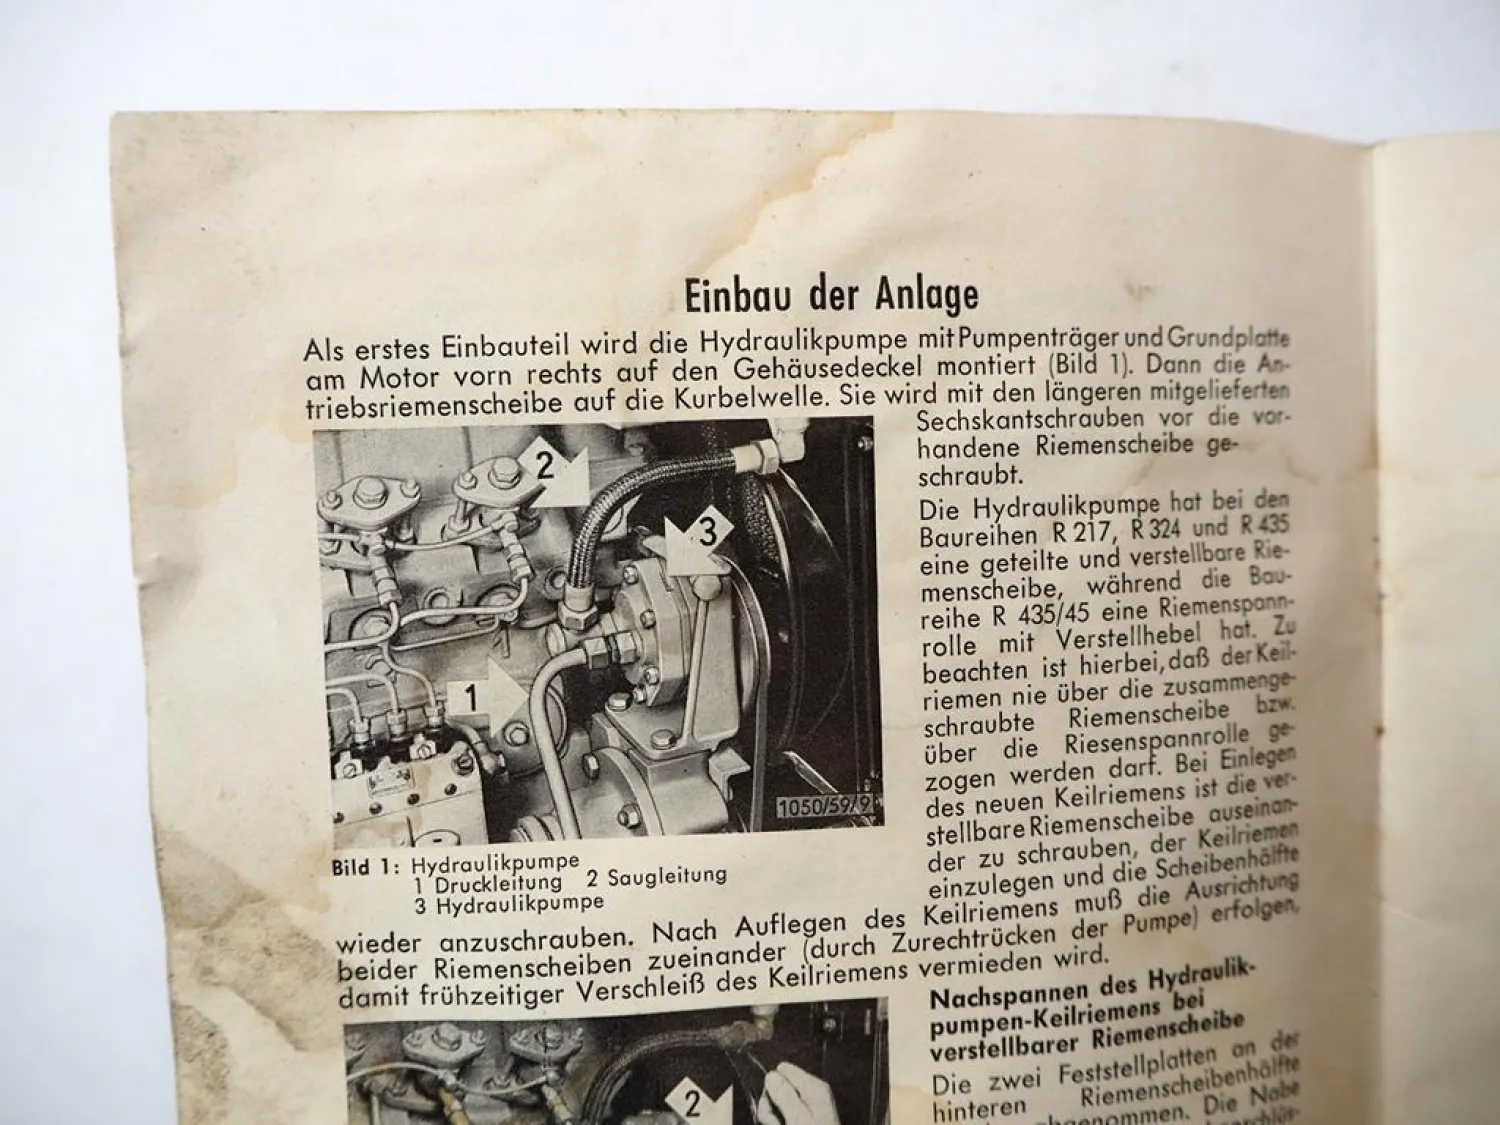 Einbau der Anlage
Als erstes Einbauteil wird die Hydraulikpumpe mit Pumpenträger und Grundplatte
am Motor vorn rechts auf den Gehäusedeckel montiert (Bild 1). Dann die An-
triebsriemenscheibe auf die Kurbelwelle. Sie wird mit den längeren mitgelieferten
Sechskantschrauben vor die vor-
handene Riemenscheibe ge-
schraubt.
Die Hydraulikpumpe hat bei den
Baureihen R 217, R 324 und R 435
eine geteilte und verstellbare Rie-
menscheibe, während die Bau-
reihe R 435/45 eine Riemenspann-
rolle mit Verstellhebel hat. Zu
beachten ist hierbei, daß der Keil-
riemen nie über die zusammenge-
schraubte Riemenscheibe bzw.
über die Riesenspannrolle ge-
zogen werden darf. Bei Einlegen
des neuen Keilriemens ist die ver-
stellbare Riemenscheibe auseinan-
der zu schrauben, der Keilriemen
einzulegen und die Scheibenhälfte
2
3
1
1050/59/9
Bild 1: Hydraulikpumpe
1 Druckleitung 2 Saugleitung
3 Hydraulikpumpe
wieder anzuschrauben. Nach Auflegen des Keilriemens muß die Ausrichtung
beider Riemenscheiben zueinander (durch Zurechtrücken der Pumpe) erfolgen,
damit frühzeitiger Verschleiß des Keilriemens vermieden wird.
Nachspannen des Hydraulik-
pumpen-Keilriemens bei
verstellbarer Riemenscheibe
Die zwei Feststellplatten an der
hinteren Riemenscheibenhälfte
Die Nabe
2